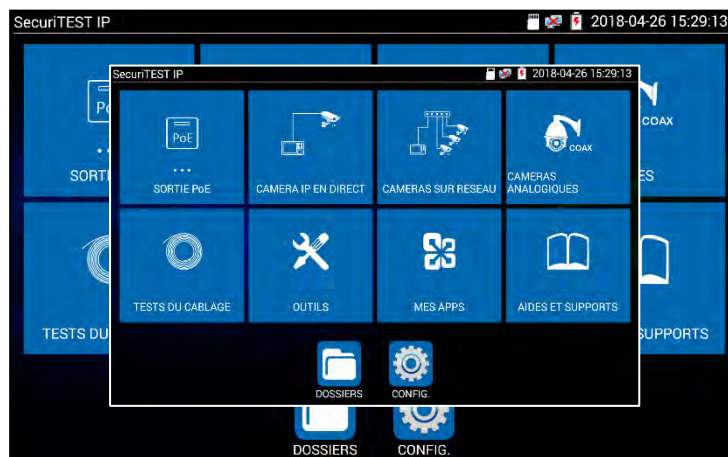 SecuriTEST IP
2018-04-26 15:29:13
SecuriTEST IP
2018-04-26 15:29:13
PoE
COAX
COAX
SORTIE PoE
CAMERA IP EN DIRECT
CAMERAS SUR RESEAU
CAMERAS
ANALOGIQUES
TESTS DU CABLAGE
OUTILS
MES APPS
AIDES ET SUPPORTS
TESTS DU
SUPPORTS
DOSSIERS
CONFIG.
DOSSIERS
CONFIG.